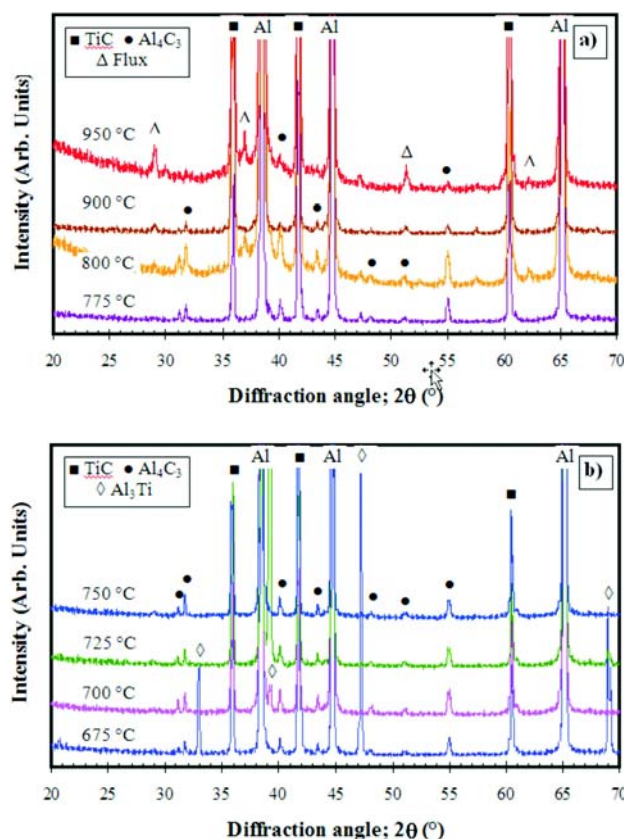 ■ TiC ● Al₄C₃
Δ Flux
■ Al ■ Al ■ Al
a)
Intensity (Arb. Units)
950 °C
Λ Λ ● Δ ● Λ
900 °C
● ●
800 °C
● ●
775 °C
20 25 30 35 40 45 50 55 60 65 70
Diffraction angle; 2θ (°)
■ TiC ● Al₄C₃
◊ Al₃Ti
■ Al ■ Al ◊ ■ Al
b)
Intensity (Arb. Units)
750 °C
● ● ● ● ● ● ● ◊
725 °C
◊ ◊
700 °C
675 °C
20 25 30 35 40 45 50 55 60 65 70
Diffraction angle; 2θ (°)